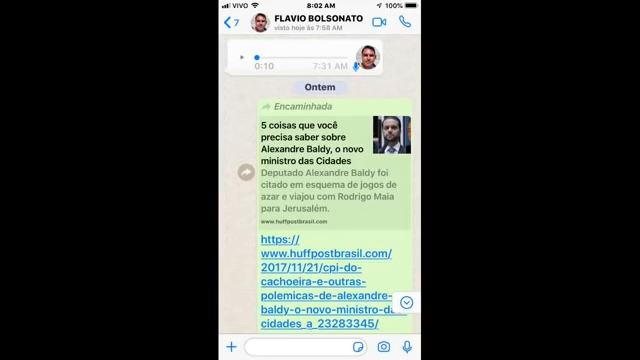 VIVO
8:02 AM
100%
7
FLAVIO BOLSONATO
visto hoje às 7:58 AM
0:10
7:31 AM
Ontem
Encaminhada
5 coisas que você
precisa saber sobre
Alexandre Baldy, o novo
ministro das Cidades
Deputado Alexandre Baldy foi
citado em esquema de jogos de
azar e viajou com Rodrigo Maia
para Jerusalém.
www.huffpostbrasil.com
https://
www.huffpostbrasil.com/
2017/11/21/cpi-do-
cachoeira-e-outras-
polemicas-de-alexandre-
baldy-o-novo-ministro-das-
cidades_a_23283345/